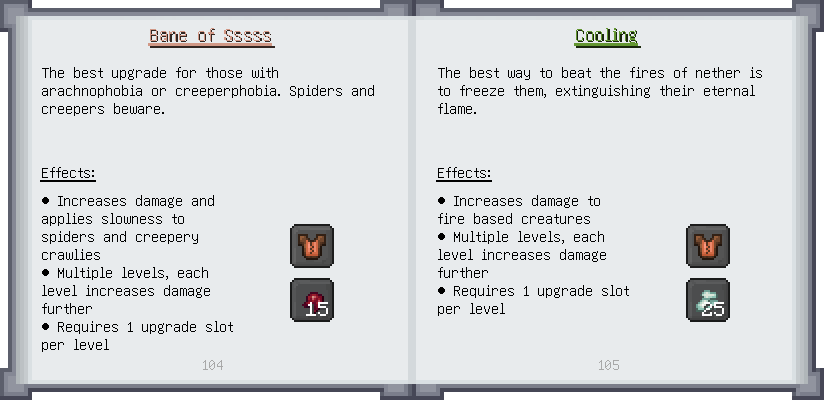 Bane of Sssss
The best upgrade for those with
arachnophobia or creeperphobia. Spiders and
creepers beware.
Effects:
● Increases damage and
applies slowness to
spiders and creepery
crawlies
● Multiple levels, each
level increases damage
further
● Requires 1 upgrade slot
per level
15
104
Cooling
The best way to beat the fires of nether is
to freeze them, extinguishing their eternal
flame.
Effects:
● Increases damage to
fire based creatures
● Multiple levels, each
level increases damage
further
● Requires 1 upgrade slot
per level
25
105